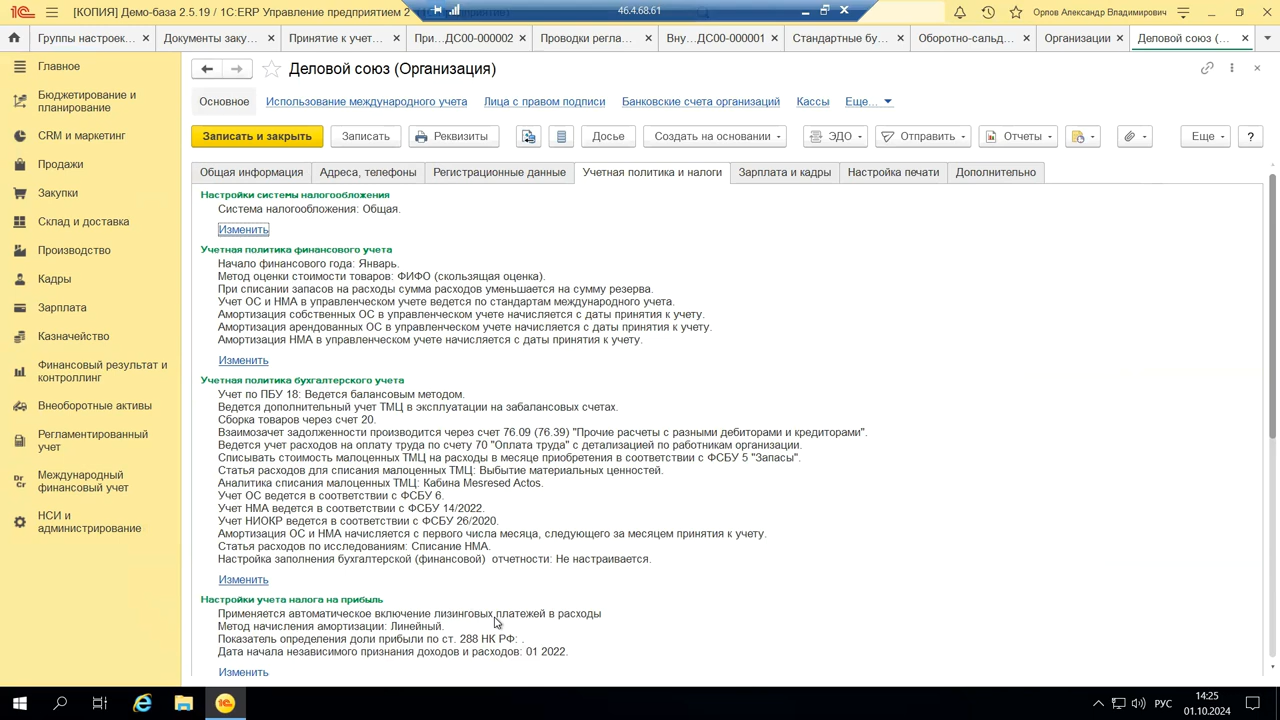 [КОПИЯ] Демо-база 2.5.19 / 1С:ERP Управление предприятием 2
46.4.68.61
Орлов Александр Владимирович
Группы настроек...
Документы заку...
Принятие к учет...
При...ДС00-000002
Проводки регла...
Вну...ДС00-000001
Стандартные бу...
Оборотно-сальд...
Организации
Деловой союз (...
Главное
Бюджетирование и
планирование
CRM и маркетинг
Продажи
Закупки
Склад и доставка
Производство
Кадры
Зарплата
Казначейство
Финансовый результат и
контроллинг
Внеоборотные активы
Регламентированный
учет
Международный
финансовый учет
НСИ и
администрирование
Деловой союз (Организация)
Основное
Использование международного учета
Лица с правом подписи
Банковские счета организаций
Кассы
Еще...
Записать и закрыть
Записать
Реквизиты
Досье
Создать на основании
ЭДО
Отправить
Отчеты
Еще
?
Общая информация
Адреса, телефоны
Регистрационные данные
Учетная политика и налоги
Зарплата и кадры
Настройка печати
Дополнительно
Настройки системы налогообложения
Система налогообложения: Общая.
Изменить
Учетная политика финансового учета
Начало финансового года: Январь.
Метод оценки стоимости товаров: ФИФО (скользящая оценка).
При списании запасов на расходы сумма расходов уменьшается на сумму резерва.
Учет ОС и НМА в управленческом учете ведется по стандартам международного учета.
Амортизация собственных ОС в управленческом учете начисляется с даты принятия к учету.
Амортизация арендованных ОС в управленческом учете начисляется с даты принятия к учету.
Амортизация НМА в управленческом учете начисляется с даты принятия к учету.
Изменить
Учетная политика бухгалтерского учета
Учет по ПБУ 18: Ведется балансовым методом.
Ведется дополнительный учет ТМЦ в эксплуатации на забалансовых счетах.
Сборка товаров через счет 20.
Взаимозачет задолженности производится через счет 76.09 (76.39) "Прочие расчеты с разными дебиторами и кредиторами".
Ведется учет расходов на оплату труда по счету 70 "Оплата труда" с детализацией по работникам организации.
Списывать стоимость малоценных ТМЦ на расходы в месяце приобретения в соответствии с ФСБУ 5 "Запасы".
Статья расходов для списания малоценных ТМЦ: Выбытие материальных ценностей.
Аналитика списания малоценных ТМЦ: Кабина Mesresed Actos.
Учет ОС ведется в соответствии с ФСБУ 6.
Учет НМА ведется в соответствии с ФСБУ 14/2022.
Учет НИОКР ведется в соответствии с ФСБУ 26/2020.
Амортизация ОС и НМА начисляется с первого числа месяца, следующего за месяцем принятия к учету.
Статья расходов по исследованиям: Списание НМА.
Настройка заполнения бухгалтерской (финансовой) отчетности: Не настраивается.
Изменить
Настройки учета налога на прибыль
Применяется автоматическое включение лизинговых платежей в расходы
Метод начисления амортизации: Линейный.
Показатель определения доли прибыли по ст. 288 НК РФ: .
Дата начала независимого признания доходов и расходов: 01 2022.
Изменить
РУС
14:25
01.10.2024